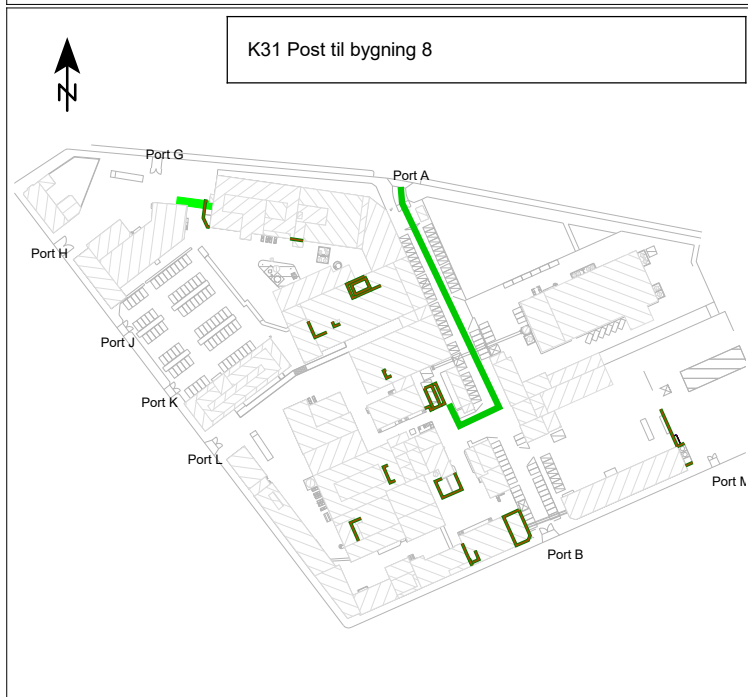 K31 Post til bygning 8
N
Port G
Port A
Port H
Port J
Port K
Port L
Port M
Port B